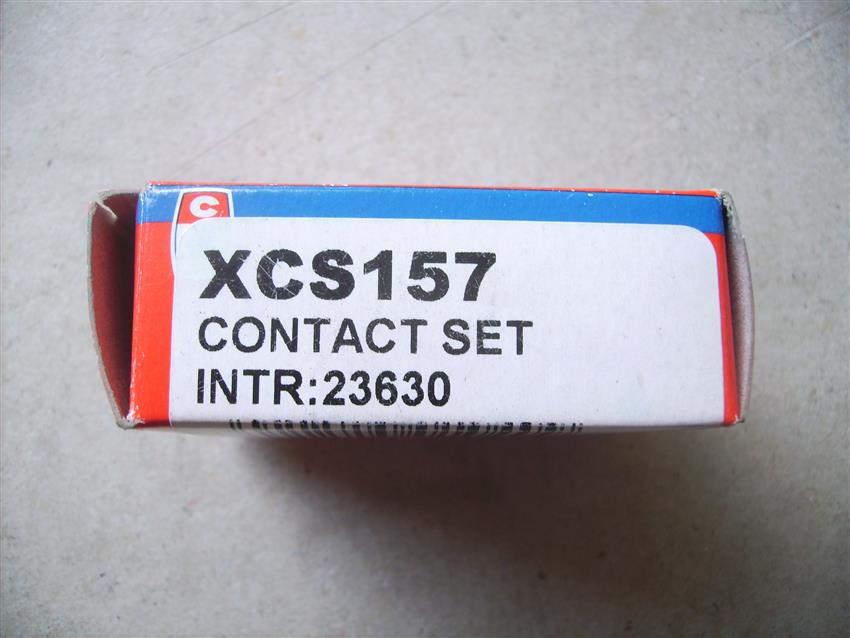 C
XCS157
CONTACT SET
INTR:23630